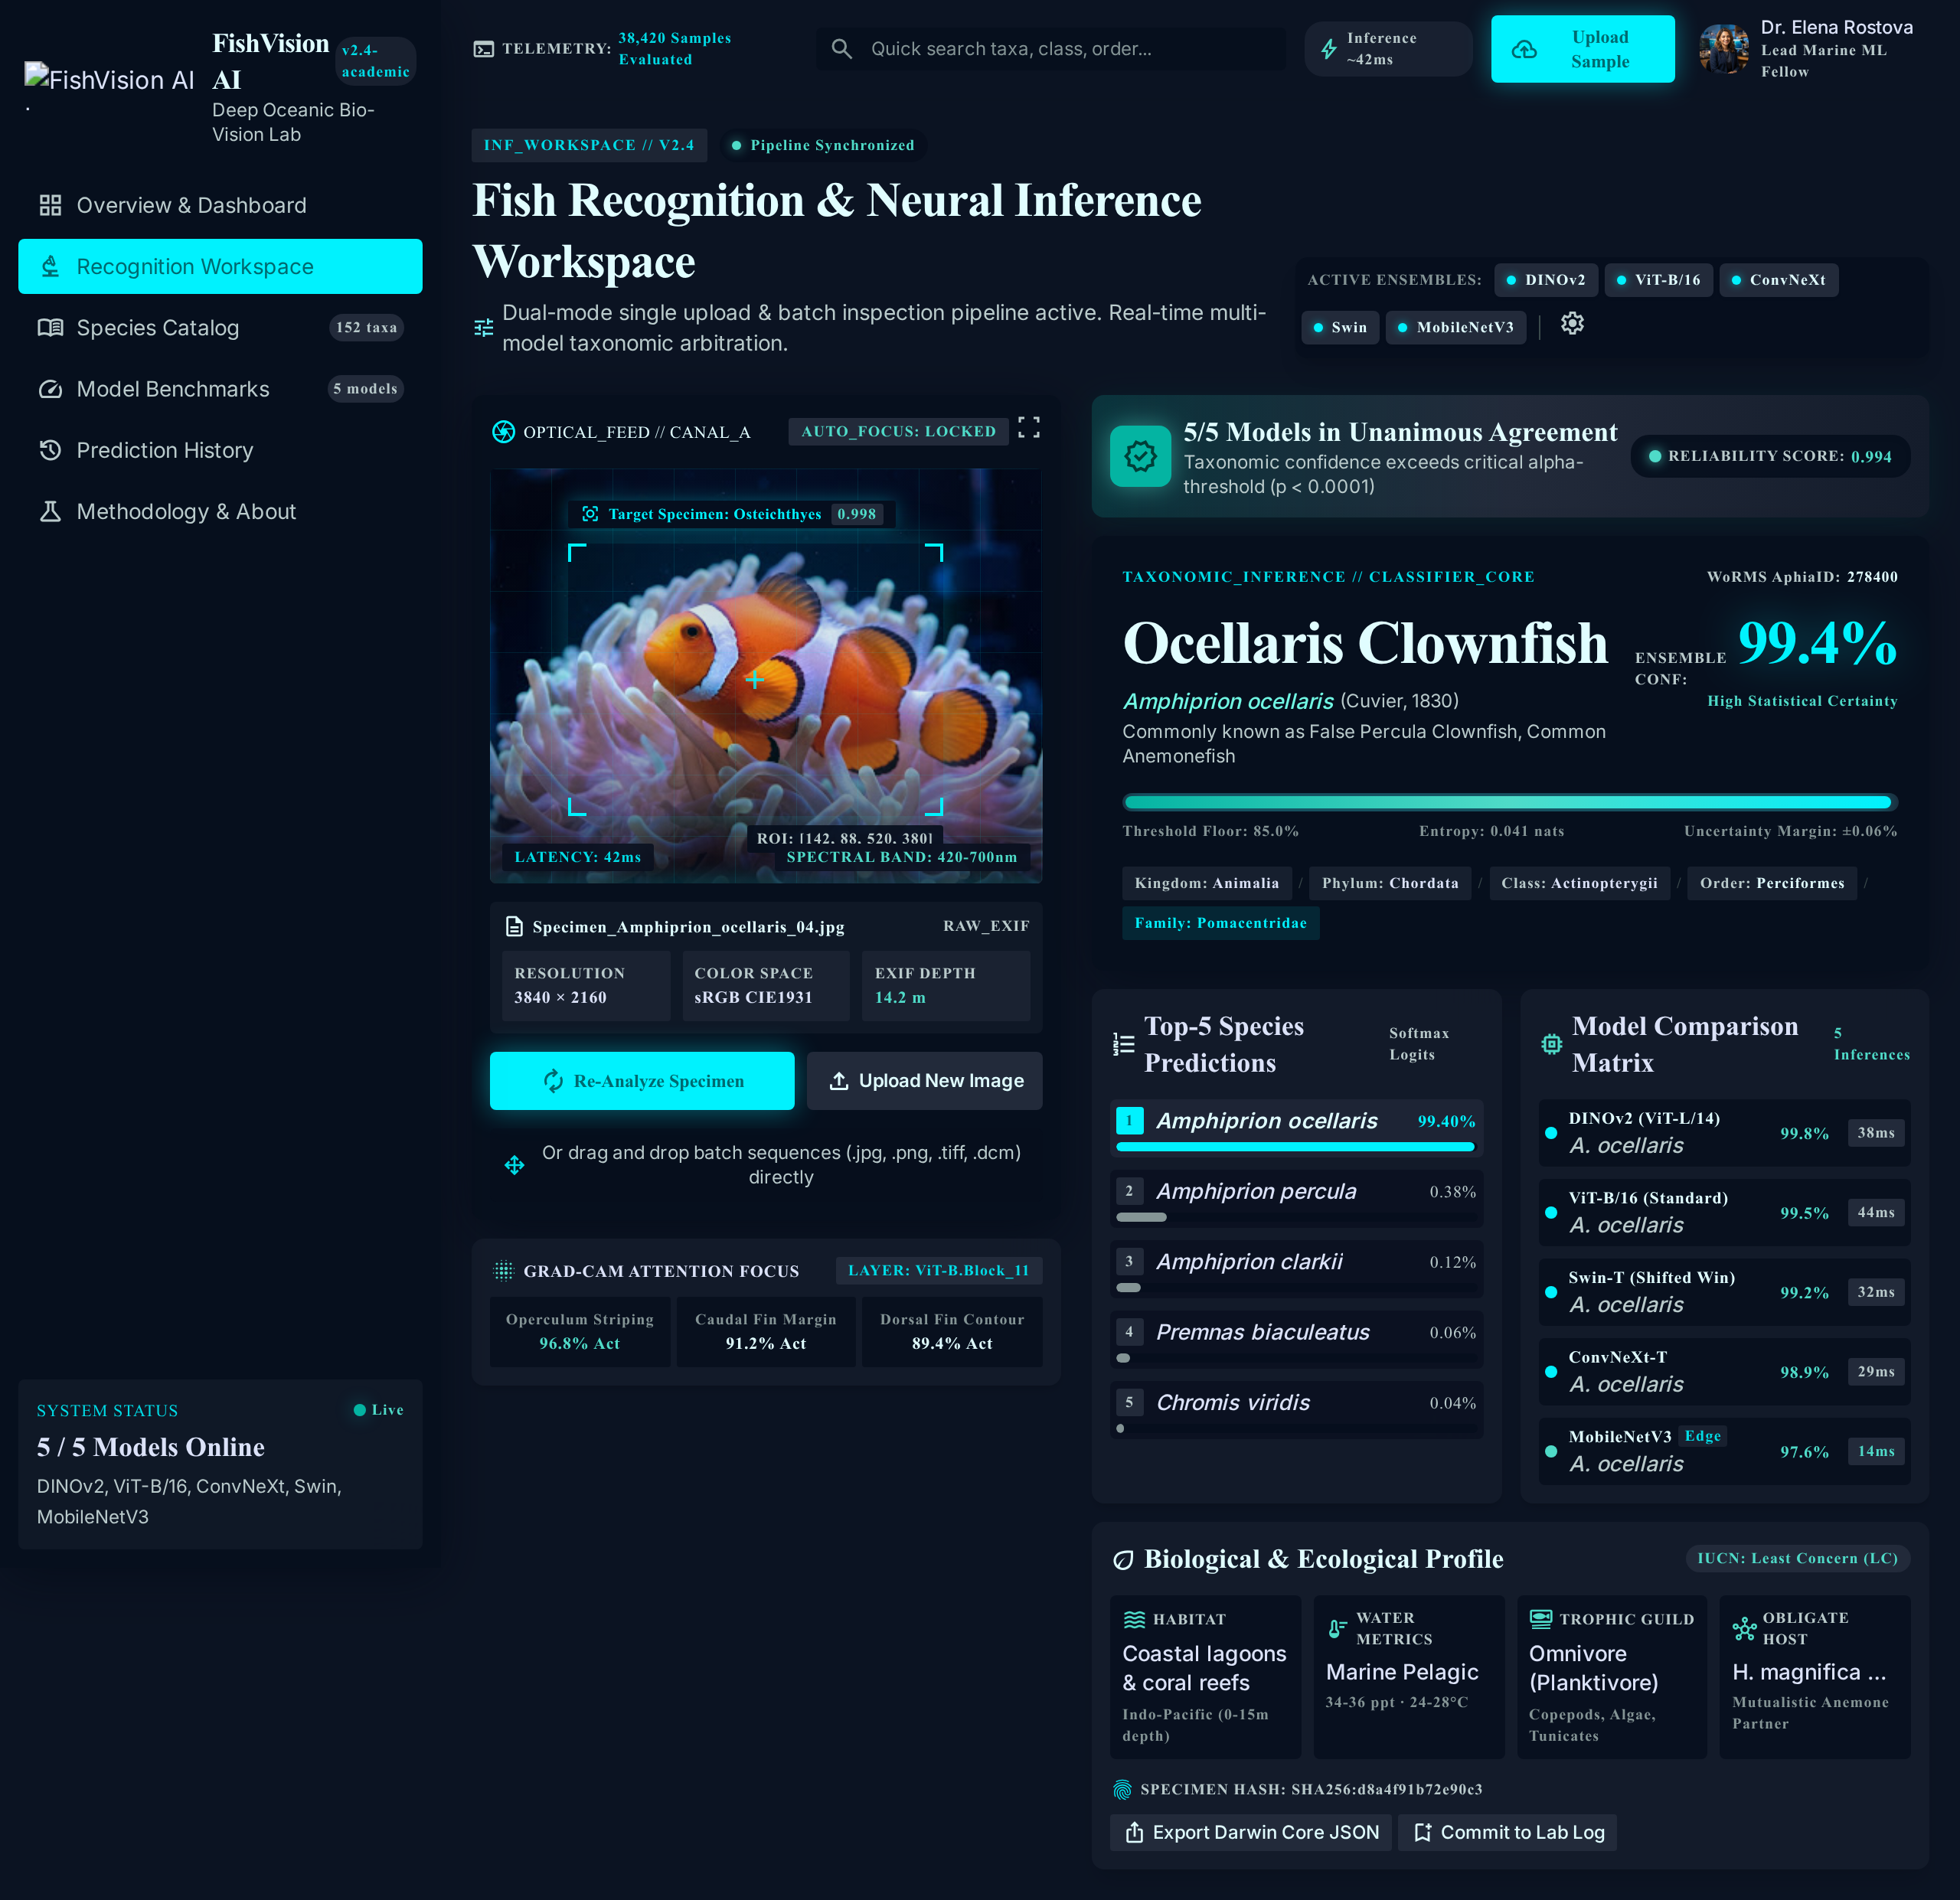 FishVision AI
.
FishVision
AI
v2.4-
academic
Deep Oceanic Bio-
Vision Lab
Overview & Dashboard
Recognition Workspace
Species Catalog
152 taxa
Model Benchmarks
5 models
Prediction History
Methodology & About
SYSTEM STATUS
Live
5 / 5 Models Online
DINOv2, ViT-B/16, ConvNeXt, Swin,
MobileNetV3
TELEMETRY:
38,420 Samples
Evaluated
Quick search taxa, class, order...
Inference
~42ms
Upload
Sample
Dr. Elena Rostova
Lead Marine ML
Fellow
INF_WORKSPACE // V2.4
Pipeline Synchronized
Fish Recognition & Neural Inference
Workspace
Dual-mode single upload & batch inspection pipeline active. Real-time multi-
model taxonomic arbitration.
ACTIVE ENSEMBLES:
DINOv2
ViT-B/16
ConvNeXt
Swin
MobileNetV3
OPTICAL_FEED // CANAL_A
AUTO_FOCUS: LOCKED
Target Specimen: Osteichthyes
0.998
ROI: [142, 88, 520, 380]
LATENCY: 42ms
SPECTRAL BAND: 420-700nm
Specimen_Amphiprion_ocellaris_04.jpg
RAW_EXIF
RESOLUTION
3840 × 2160
COLOR SPACE
sRGB CIE1931
EXIF DEPTH
14.2 m
Re-Analyze Specimen
Upload New Image
Or drag and drop batch sequences (.jpg, .png, .tiff, .dcm)
directly
GRAD-CAM ATTENTION FOCUS
LAYER: ViT-B.Block_11
Operculum Striping
96.8% Act
Caudal Fin Margin
91.2% Act
Dorsal Fin Contour
89.4% Act
5/5 Models in Unanimous Agreement
Taxonomic confidence exceeds critical alpha-
threshold (p < 0.0001)
RELIABILITY SCORE: 0.994
TAXONOMIC_INFERENCE // CLASSIFIER_CORE
WoRMS AphiaID: 278400
Ocellaris Clownfish
ENSEMBLE
CONF:
99.4%
High Statistical Certainty
Amphiprion ocellaris (Cuvier, 1830)
Commonly known as False Percula Clownfish, Common
Anemonefish
Threshold Floor: 85.0%
Entropy: 0.041 nats
Uncertainty Margin: ±0.06%
Kingdom: Animalia / Phylum: Chordata / Class: Actinopterygii / Order: Perciformes /
Family: Pomacentridae
Top-5 Species
Predictions
Softmax
Logits
1 Amphiprion ocellaris 99.40%
2 Amphiprion percula 0.38%
3 Amphiprion clarkii 0.12%
4 Premnas biaculeatus 0.06%
5 Chromis viridis 0.04%
Model Comparison
Matrix
5
Inferences
DINOv2 (ViT-L/14)
A. ocellaris
99.8%
38ms
ViT-B/16 (Standard)
A. ocellaris
99.5%
44ms
Swin-T (Shifted Win)
A. ocellaris
99.2%
32ms
ConvNeXt-T
A. ocellaris
98.9%
29ms
MobileNetV3 Edge
A. ocellaris
97.6%
14ms
Biological & Ecological Profile
IUCN: Least Concern (LC)
HABITAT
Coastal lagoons
& coral reefs
Indo-Pacific (0-15m
depth)
WATER
METRICS
Marine Pelagic
34-36 ppt · 24-28°C
TROPHIC GUILD
Omnivore
(Planktivore)
Copepods, Algae,
Tunicates
OBLIGATE
HOST
H. magnifica ...
Mutualistic Anemone
Partner
SPECIMEN HASH: SHA256:d8a4f91b72e90c3
Export Darwin Core JSON
Commit to Lab Log